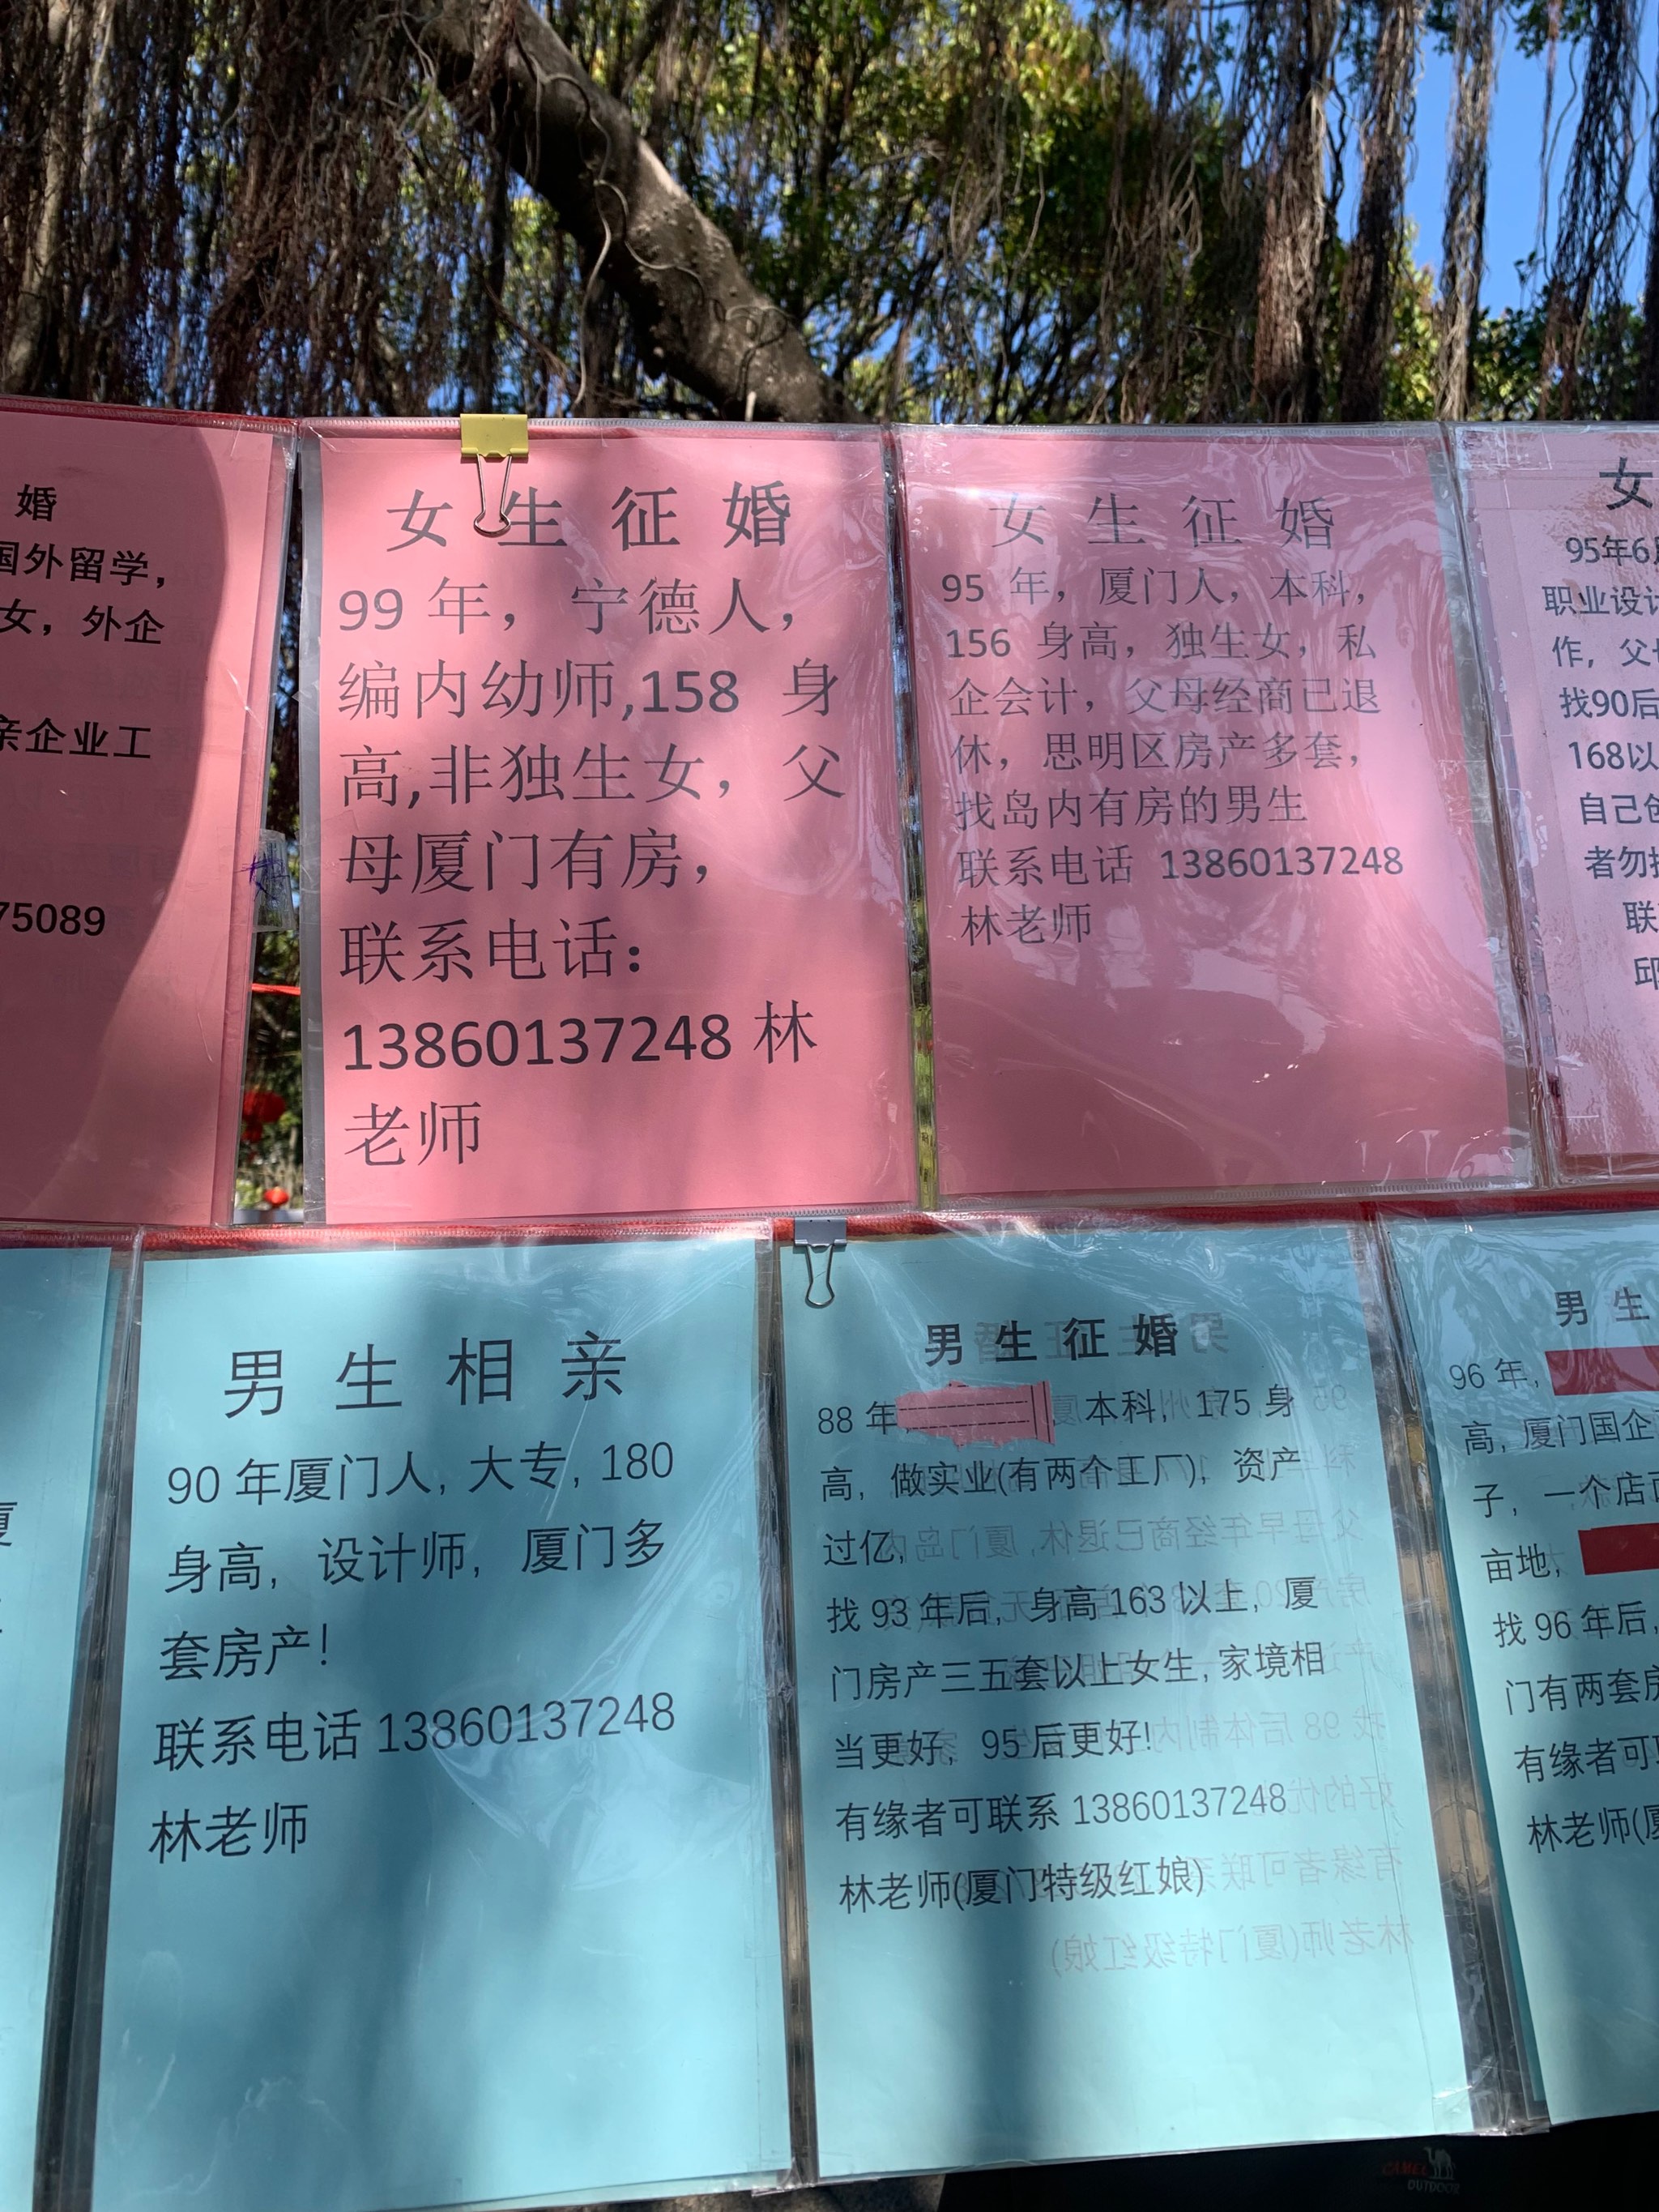 婚
国外留学，
女，外企
亲企业工
75089
女生征婚
99 年，宁德人，
编内幼师,158 身
高,非独生女，父
母厦门有房，
联系电话：
13860137248 林
老师
女生征婚
95 年，厦门人，本科，
156 身高，独生女，私
企会计，父母经商已退
休，思明区房产多套，
找岛内有房的男生
联系电话 13860137248
林老师
女
95年6月
职业设计
作，父母
找90后
168以
自己创
者勿
联
邱
厦
男生相亲
90 年厦门人, 大专, 180
身高，设计师，厦门多
套房产！
联系电话 13860137248
林老师
男生征婚
88 年 本科，175 身
高，做实业(有两个工厂)，资产
过亿，
找 93 年后，身高 163 以上，厦
门房产三五套以上女生, 家境相
当更好，95 后更好!
有缘者可联系 13860137248
林老师(厦门特级红娘)
男生
96 年,
高, 厦门国企
子，一个店面
亩地，
找 96 年后,
门有两套房
有缘者可联
林老师(厦
CAMEL
OUTDOOR